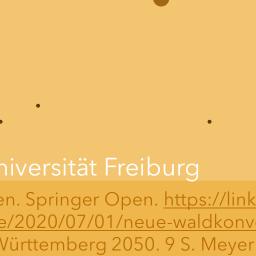 niversität Freiburg
en. Springer Open. https://link
e/2020/07/01/neue-waldkonv
Württemberg 2050. 9 S. Meyer